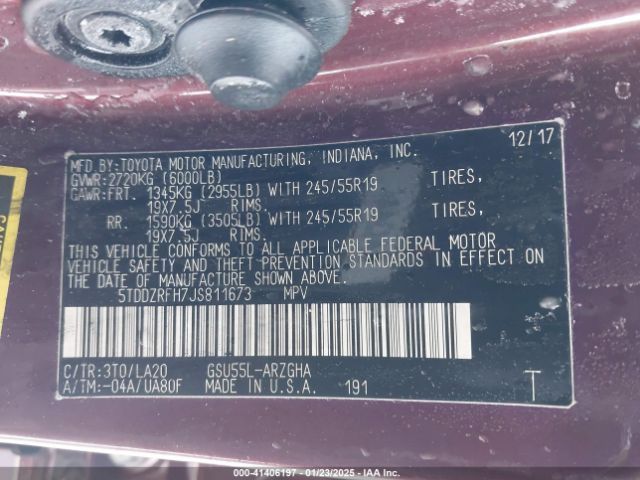 12/17
MFD BY:TOYOTA MOTOR MANUFACTURING, INDIANA, INC.
GVWR:2720KG (6000LB)
GAWR:FRT. 1345KG (2955LB) WITH 245/55R19 TIRES,
19X7.5J RIMS.
RR. 1590KG (3505LB) WITH 245/55R19 TIRES,
19X7.5J RIMS.
THIS VEHICLE CONFORMS TO ALL APPLICABLE FEDERAL MOTOR
VEHICLE SAFETY AND THEFT PREVENTION STANDARDS IN EFFECT ON
THE DATE OF MANUFACTURE SHOWN ABOVE.
5TDDZRFH7JS811673 MPV
C/TR:3T0/LA20 GSU55L-ARZGHA
A/TM:-04A/UA80F MADE IN U.S.A. 191
T
000-41406197 - 01/23/2025 - IAA Inc.